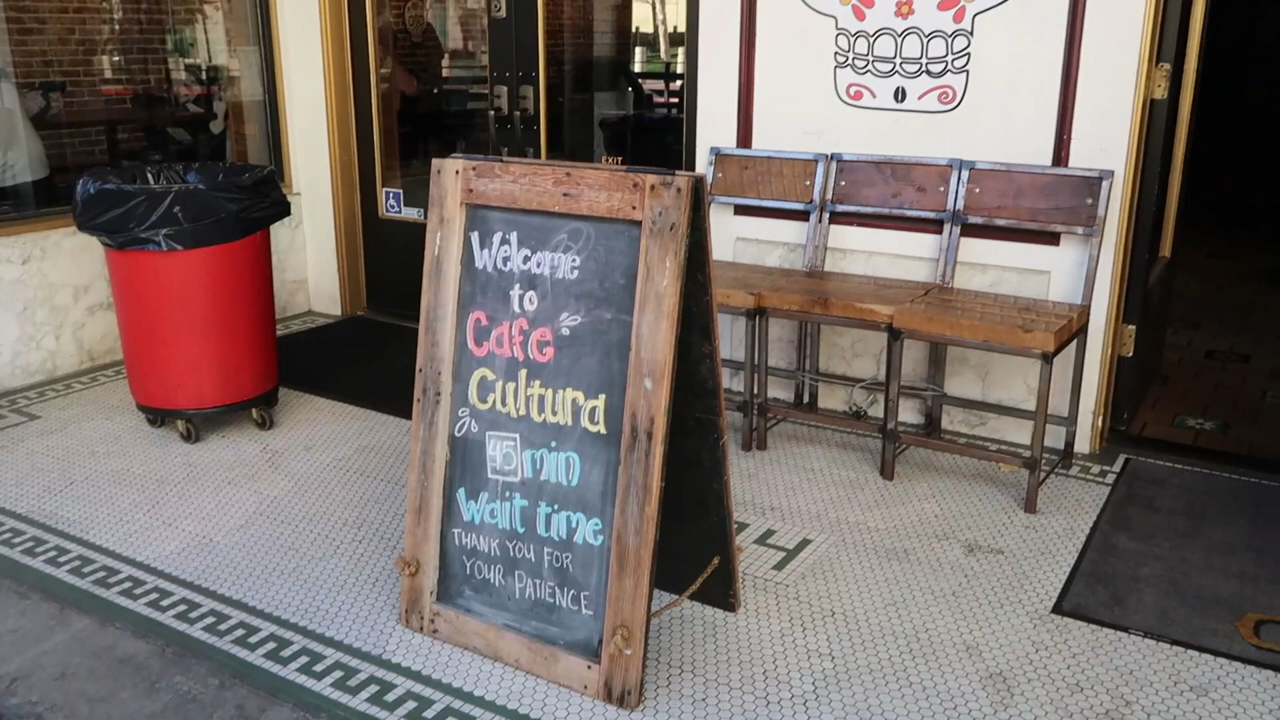 EXIT
Welcome
to
Cafe
Cultura
45 min
Wait time
THANK YOU FOR
YOUR PATIENCE